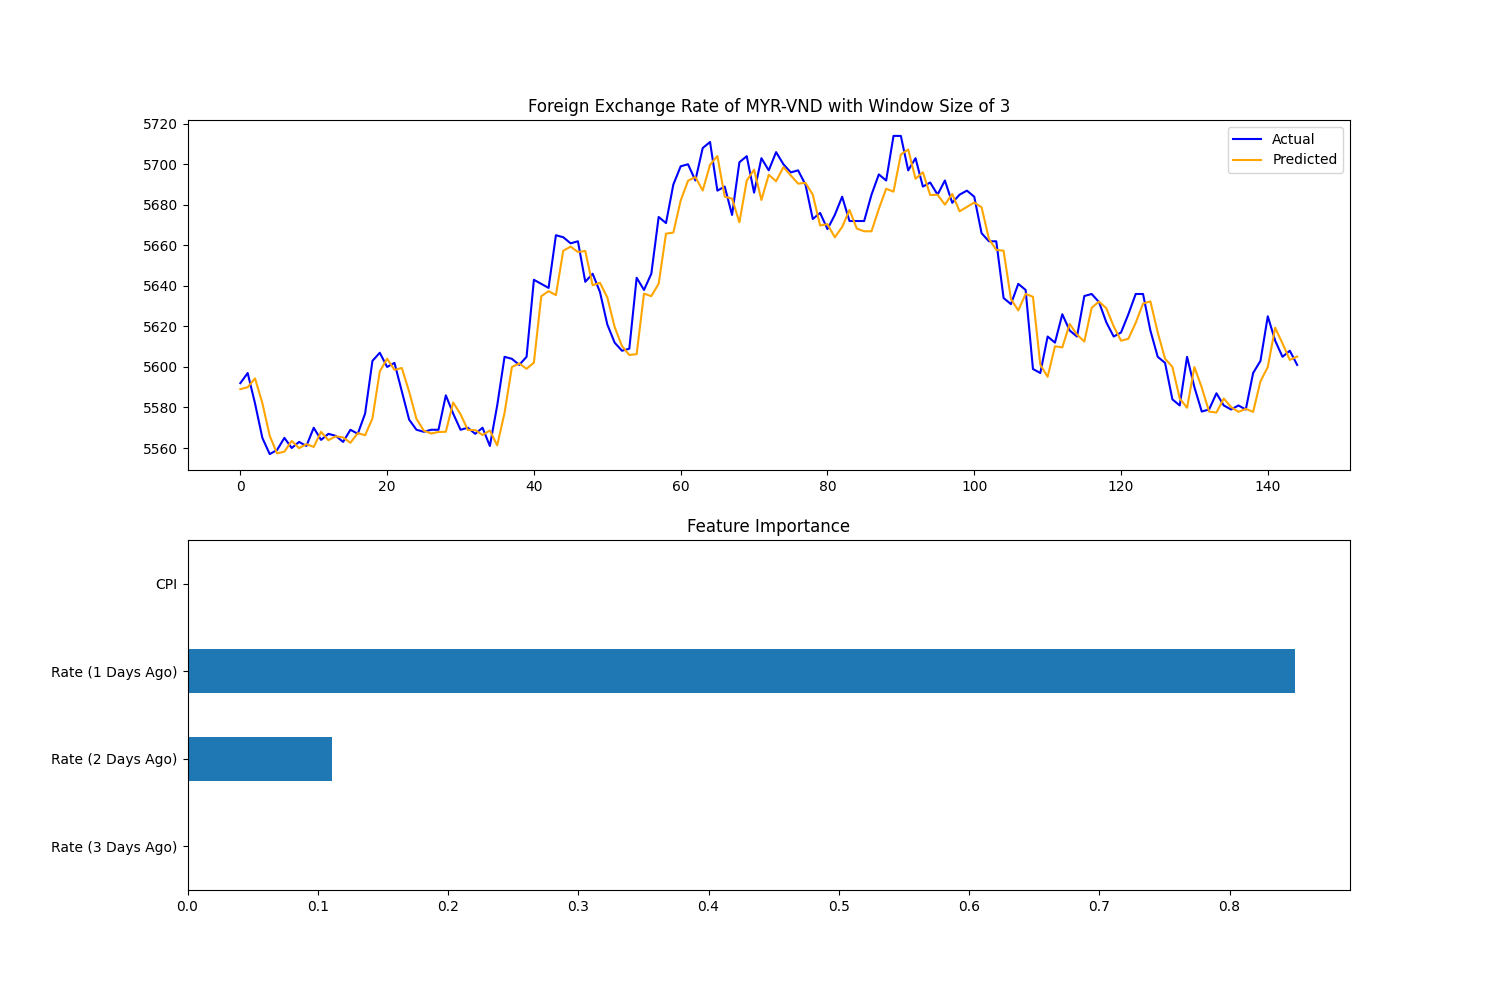 Foreign Exchange Rate of MYR-VND with Window Size of 3
5720
5700
5680
5660
5640
5620
5600
5580
5560
Actual
Predicted
0 20 40 60 80 100 120 140
Feature Importance
CPI
Rate (1 Days Ago)
Rate (2 Days Ago)
Rate (3 Days Ago)
0.0 0.1 0.2 0.3 0.4 0.5 0.6 0.7 0.8